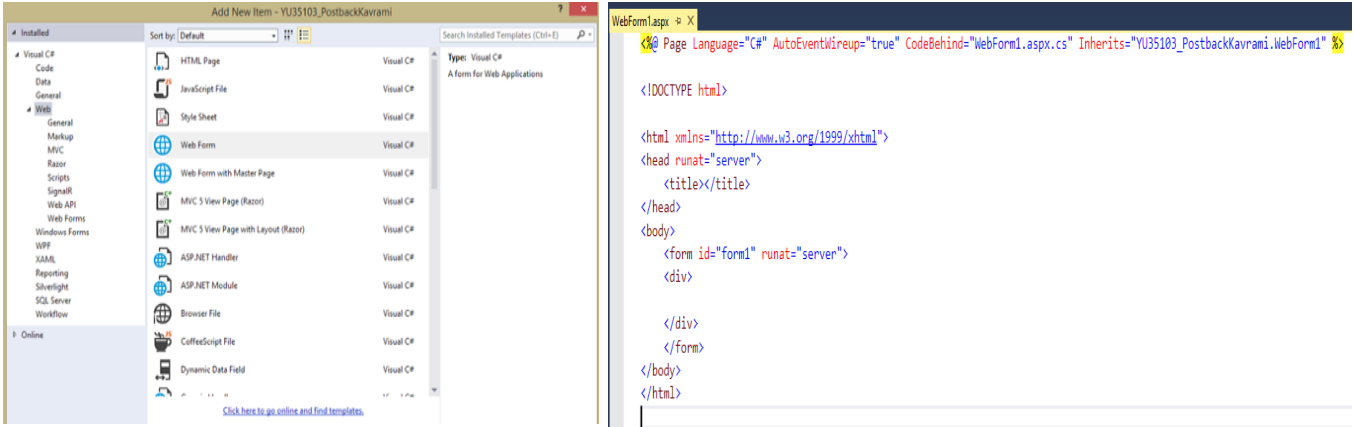 Add New Item - YU35103_PostbackKavrami
? x
Installed
Sort by: Default
Search Installed Templates (Ctrl+E)
Visual C#
Code
Data
General
Web
General
Markup
MVC
Razor
Scripts
SignalR
Web API
Web Forms
Windows Forms
WPF
XAML
Reporting
Silverlight
SQL Server
Workflow
Online
HTML Page Visual C#
JavaScript File Visual C#
Style Sheet Visual C#
Web Form Visual C#
Web Form with Master Page Visual C#
MVC 5 View Page (Razor) Visual C#
MVC 5 View Page with Layout (Razor) Visual C#
ASP.NET Handler Visual C#
ASP.NET Module Visual C#
Browser File Visual C#
CoffeeScript File Visual C#
Dynamic Data Field Visual C#
Click here to go online and find templates.
Type: Visual C#
A form for Web Applications
WebForm1.aspx
<%@ Page Language="C#" AutoEventWireup="true" CodeBehind="WebForm1.aspx.cs" Inherits="YU35103_PostbackKavrami.WebForm1" %>
<!DOCTYPE html>
<html xmlns="http://www.w3.org/1999/xhtml">
<head runat="server">
<title></title>
</head>
<body>
<form id="form1" runat="server">
<div>
</div>
</form>
</body>
</html>